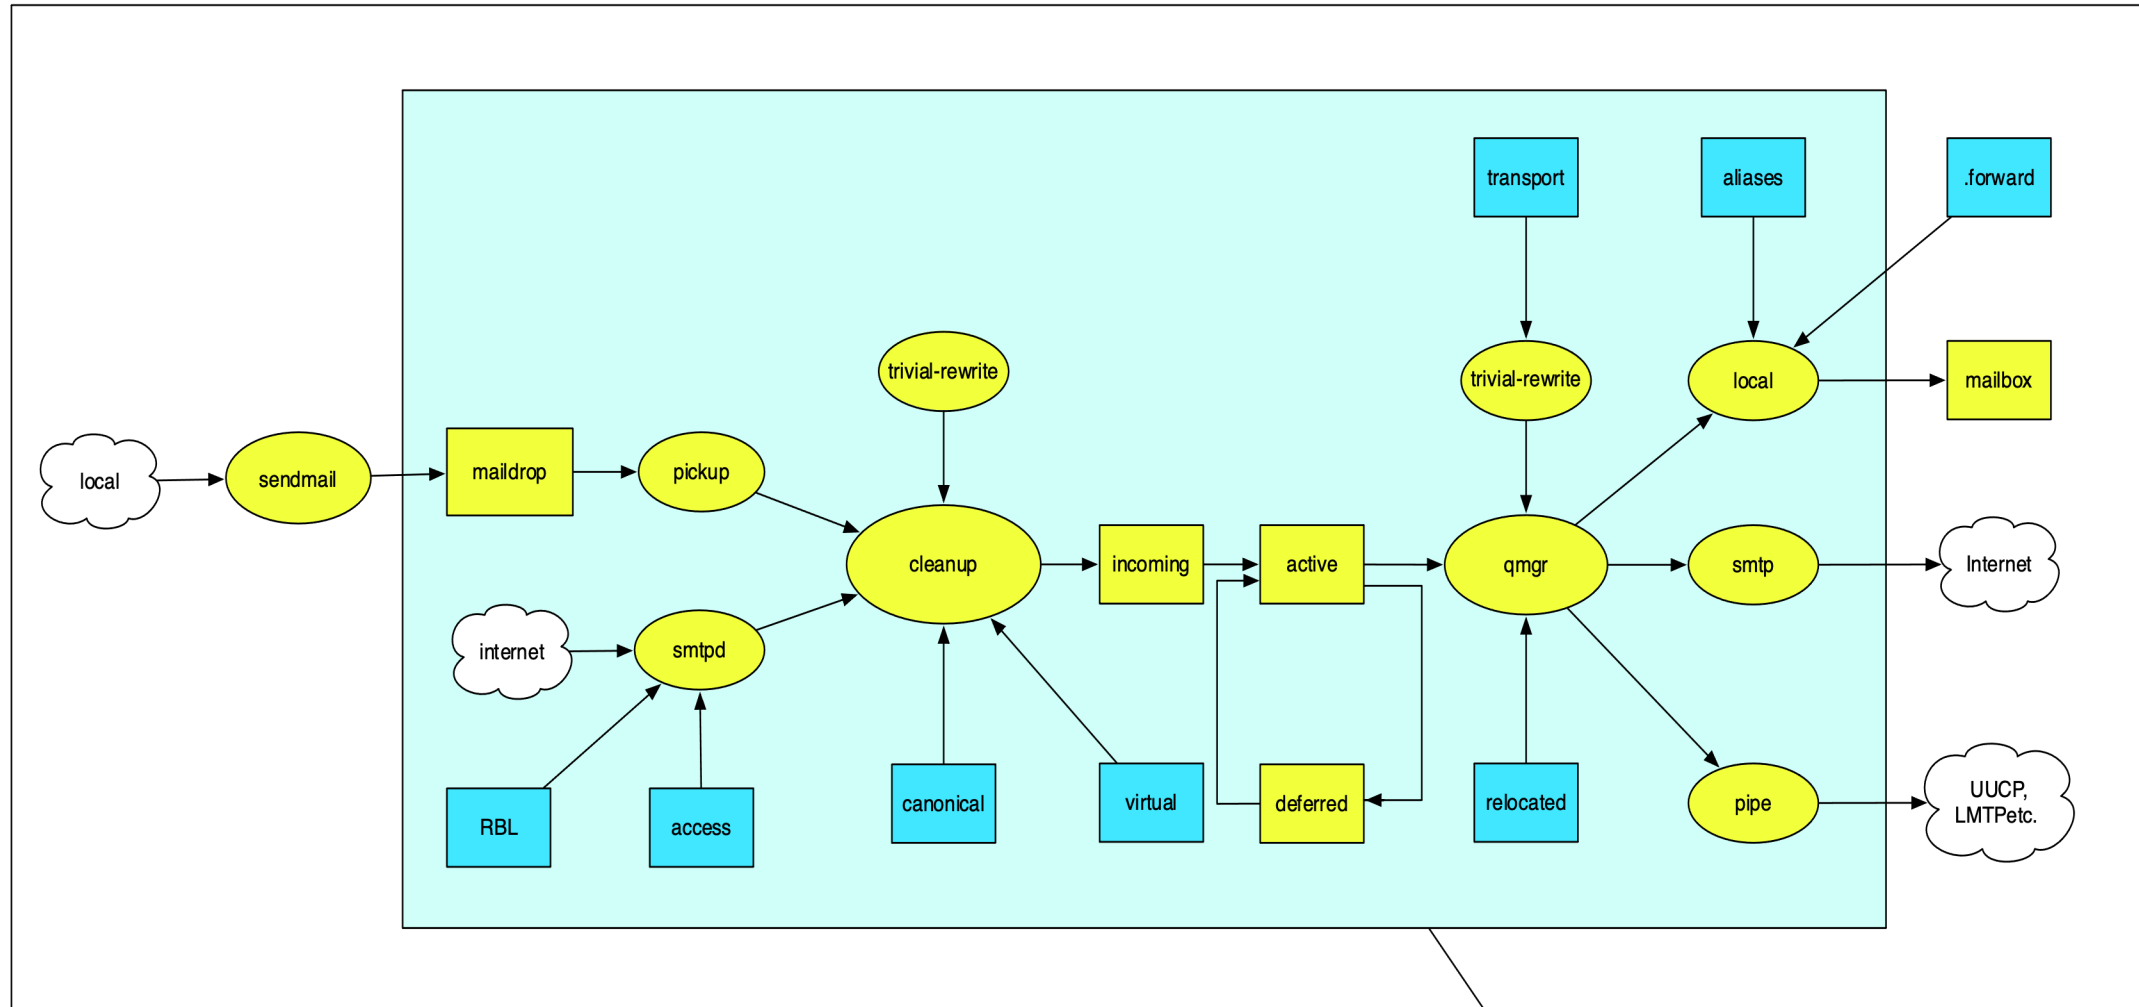 transport
aliases
.forward
trivial-rewrite
trivial-rewrite
local
mailbox
local
sendmail
maildrop
pickup
cleanup
incoming
active
qmgr
smtp
Internet
internet
smtpd
RBL
access
canonical
virtual
deferred
relocated
pipe
UUCP,
LMTPetc.